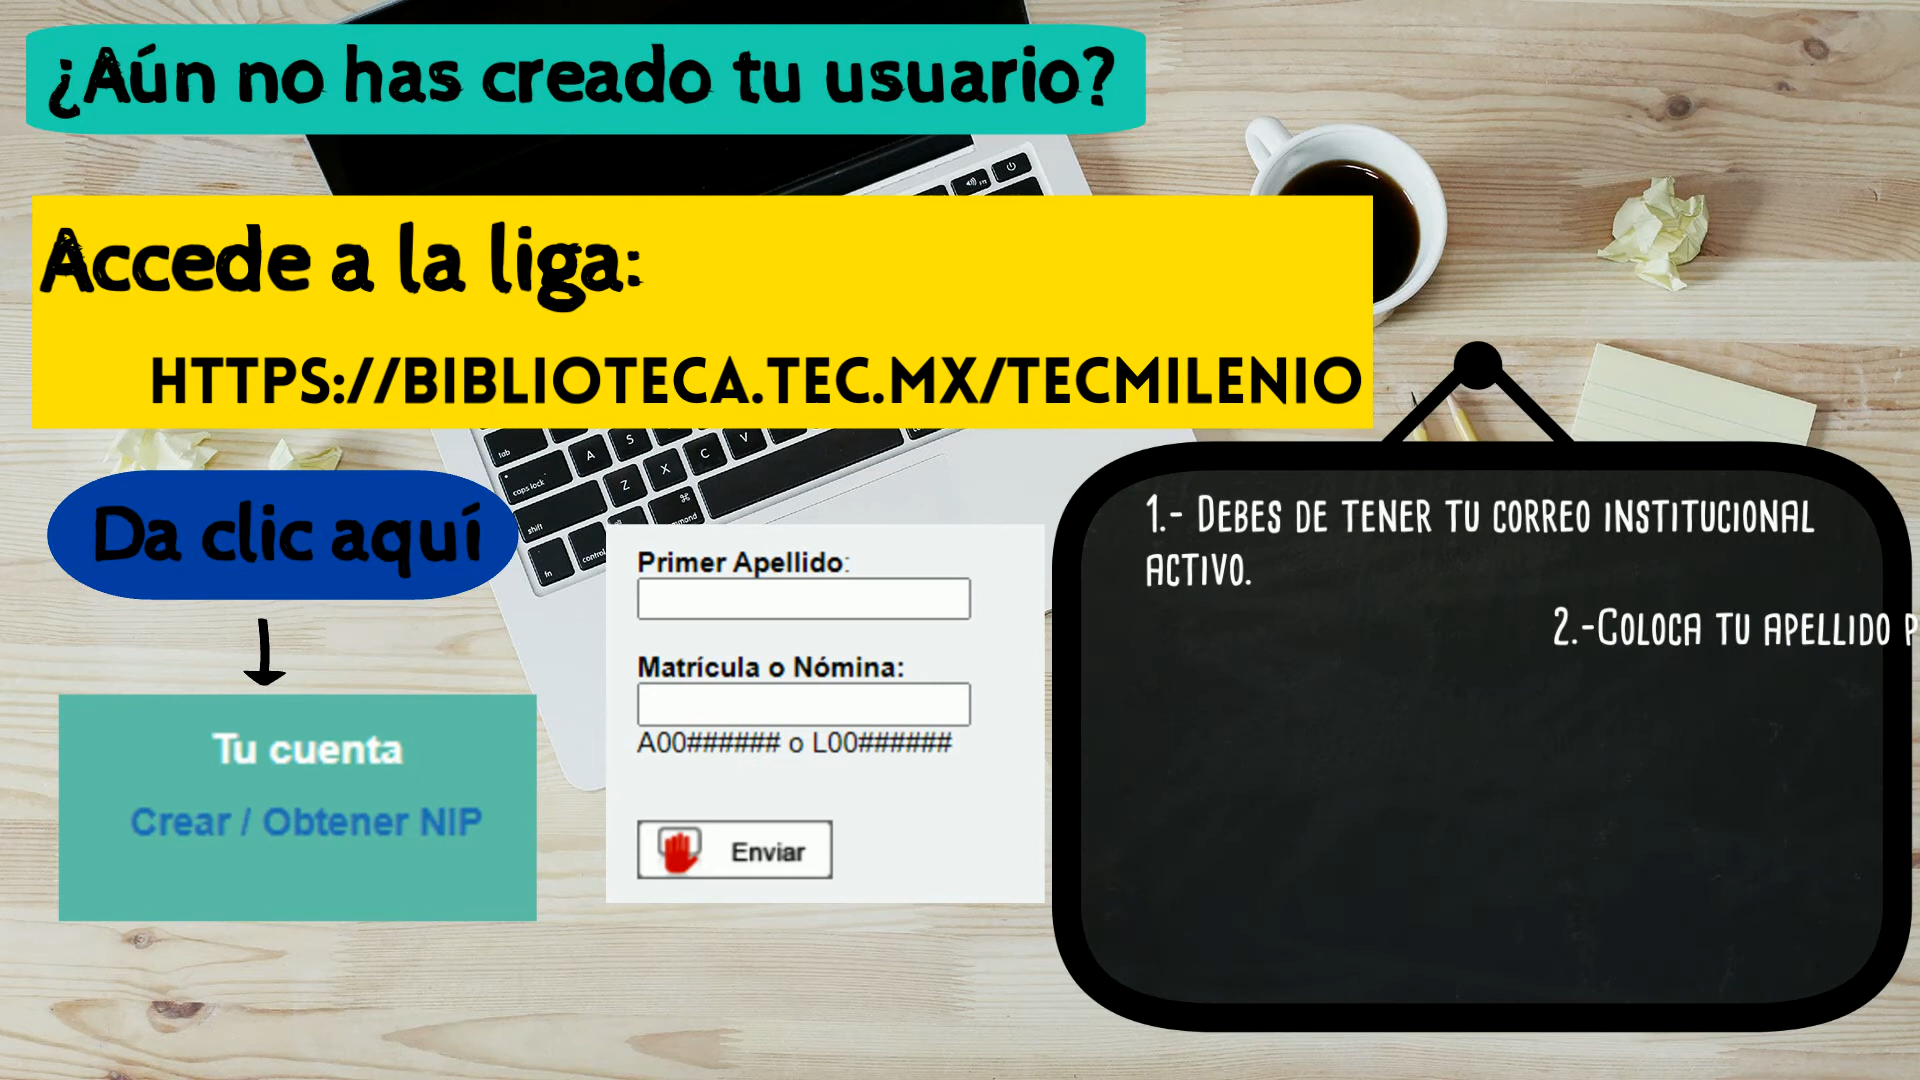 ¿Aún no has creado tu usuario?
Accede a la liga:
HTTPS://BIBLIOTECA.TEC.MX/TECMILENIO
Da clic aquí
Tu cuenta
Crear / Obtener NIP
Primer Apellido:
Matrícula o Nómina:
A00###### o L00######
Enviar
1.- Debes de tener tu correo institucional
activo.
2.-Coloca tu apellido